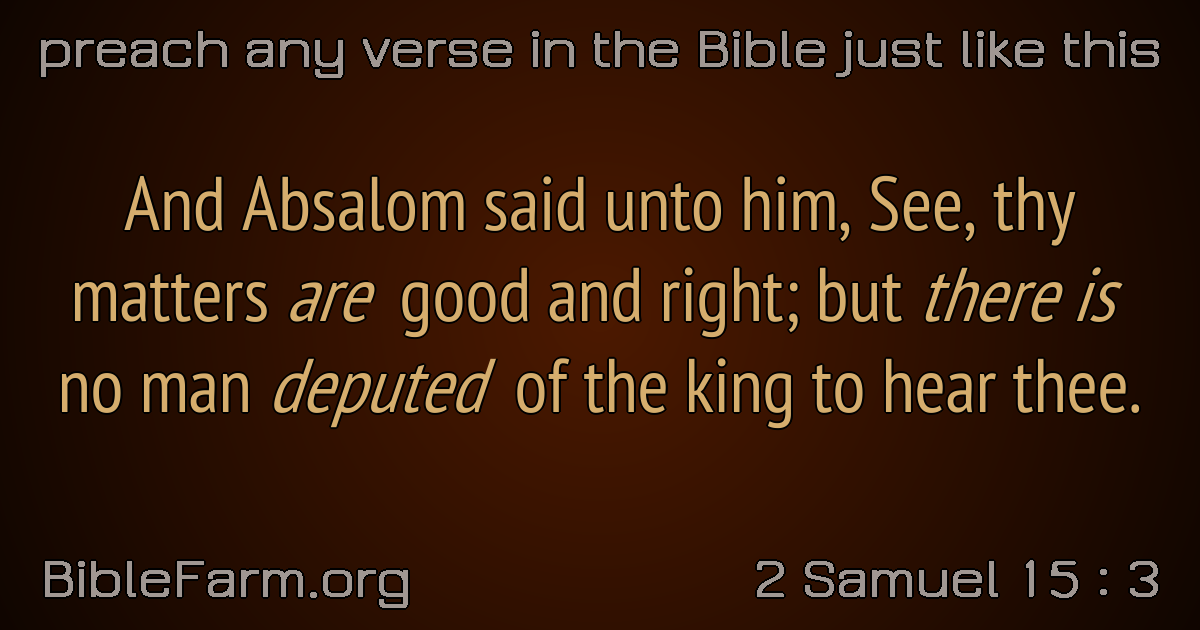 preach any verse in the Bible just like this
And Absalom said unto him, See, thy
matters are good and right; but there is
no man deputed of the king to hear thee.
BibleFarm.org
2 Samuel 15 : 3